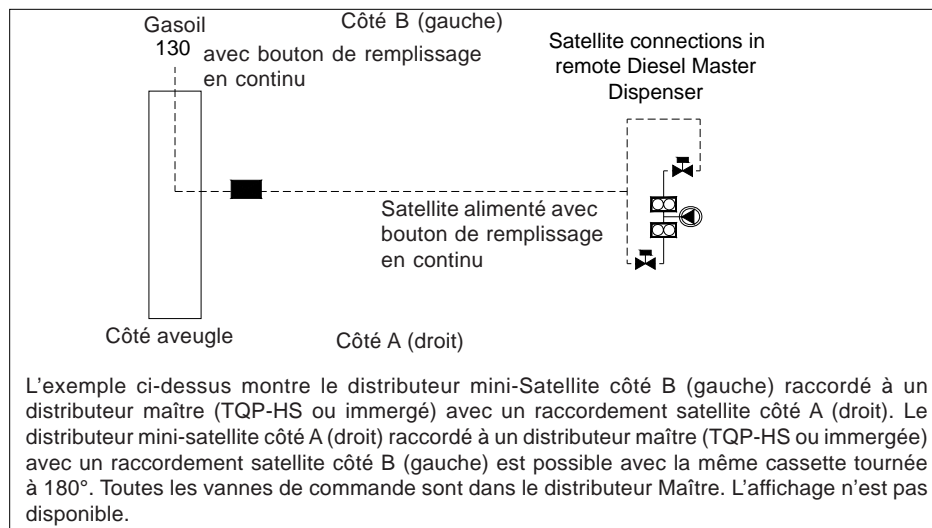 Côté B (gauche)
Gasoil
130
avec bouton de remplissage
en continu
Satellite connections in
remote Diesel Master
Dispenser
Satellite alimenté avec
bouton de remplissage
en continu
Côté aveugle
Côté A (droit)
L’exemple ci-dessus montre le distributeur mini-Satellite côté B (gauche) raccordé à un
distributeur maître (TQP-HS ou immergé) avec un raccordement satellite côté A (droit). Le
distributeur mini-satellite côté A (droit) raccordé à un distributeur maître (TQP-HS ou immergée)
avec un raccordement satellite côté B (gauche) est possible avec la même cassette tournée
à 180°. Toutes les vannes de commande sont dans le distributeur Maître. L’affichage n’est pas
disponible.